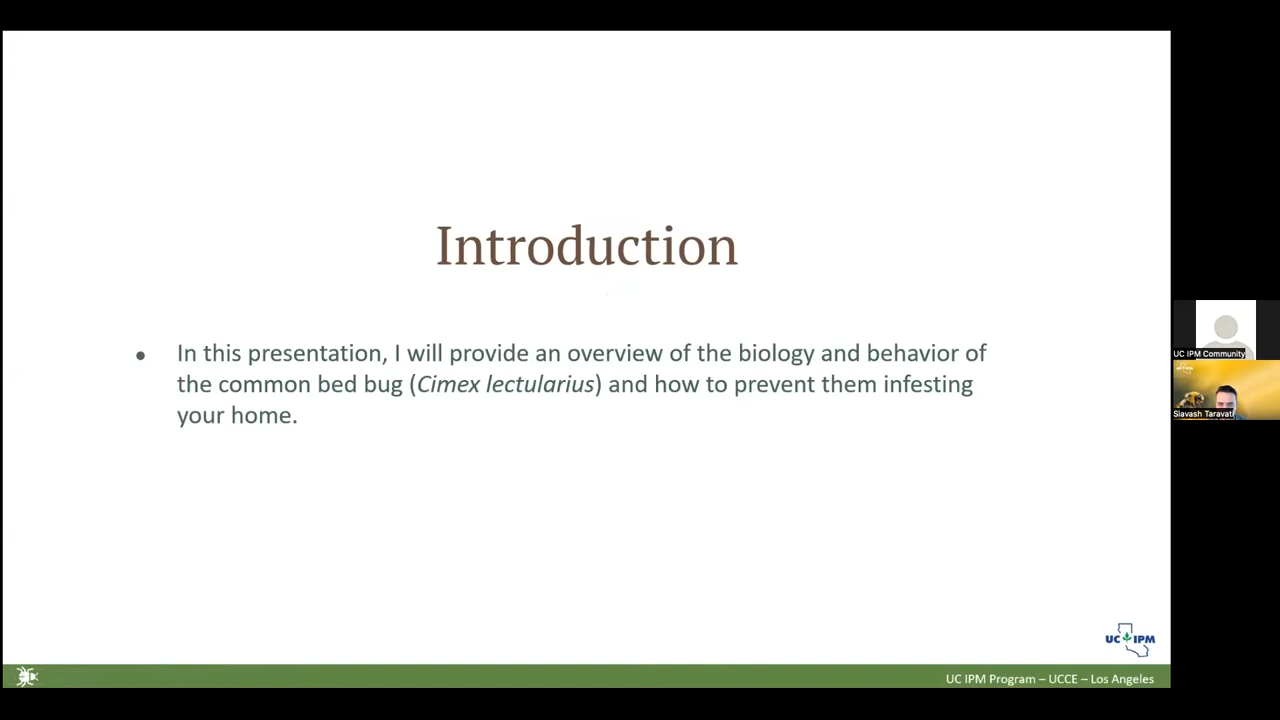 Introduction
• In this presentation, I will provide an overview of the biology and behavior of
the common bed bug (Cimex lectularius) and how to prevent them infesting
your home.
UC IPM Community
Siavash Taravati
UC IPM
UC IPM Program – UCCE – Los Angeles